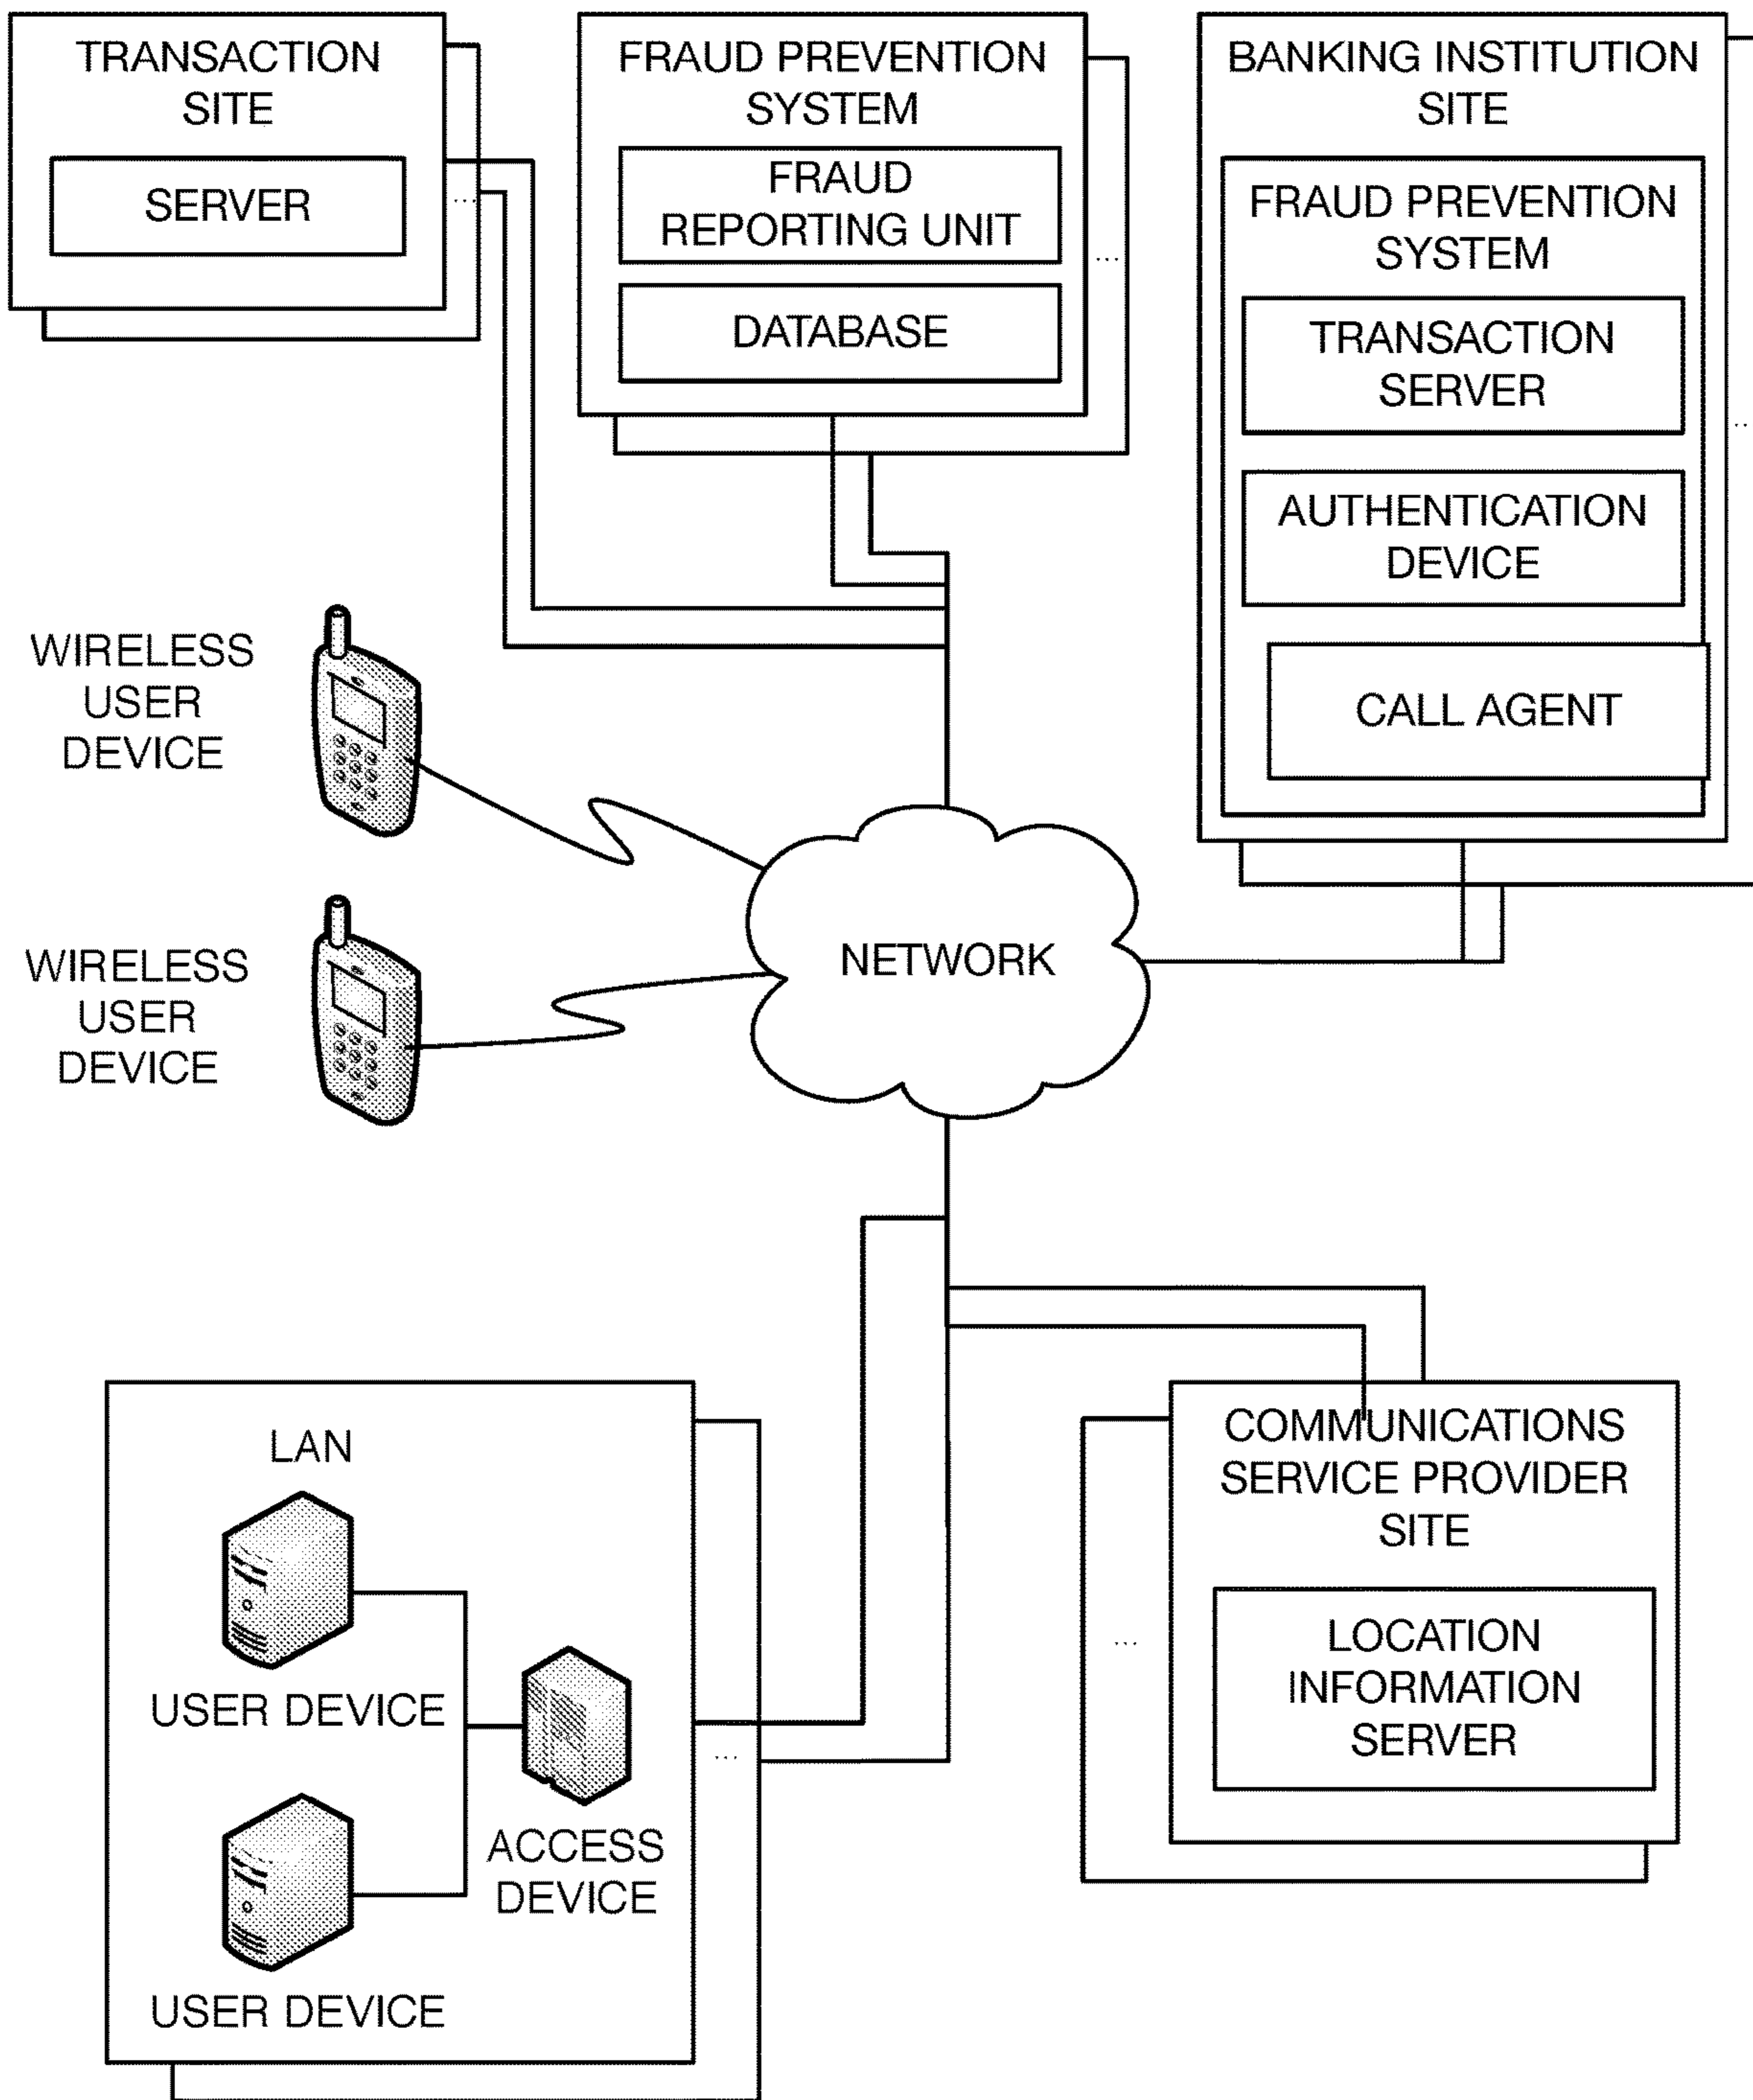 TRANSACTION
SITE
SERVER
...
FRAUD PREVENTION
SYSTEM
FRAUD
REPORTING UNIT
DATABASE
...
BANKING INSTITUTION
SITE
FRAUD PREVENTION
SYSTEM
TRANSACTION
SERVER
AUTHENTICATION
DEVICE
CALL AGENT
...
WIRELESS
USER
DEVICE
WIRELESS
USER
DEVICE
NETWORK
LAN
USER DEVICE
ACCESS
DEVICE
USER DEVICE
...
COMMUNICATIONS
SERVICE PROVIDER
SITE
LOCATION
INFORMATION
SERVER
...